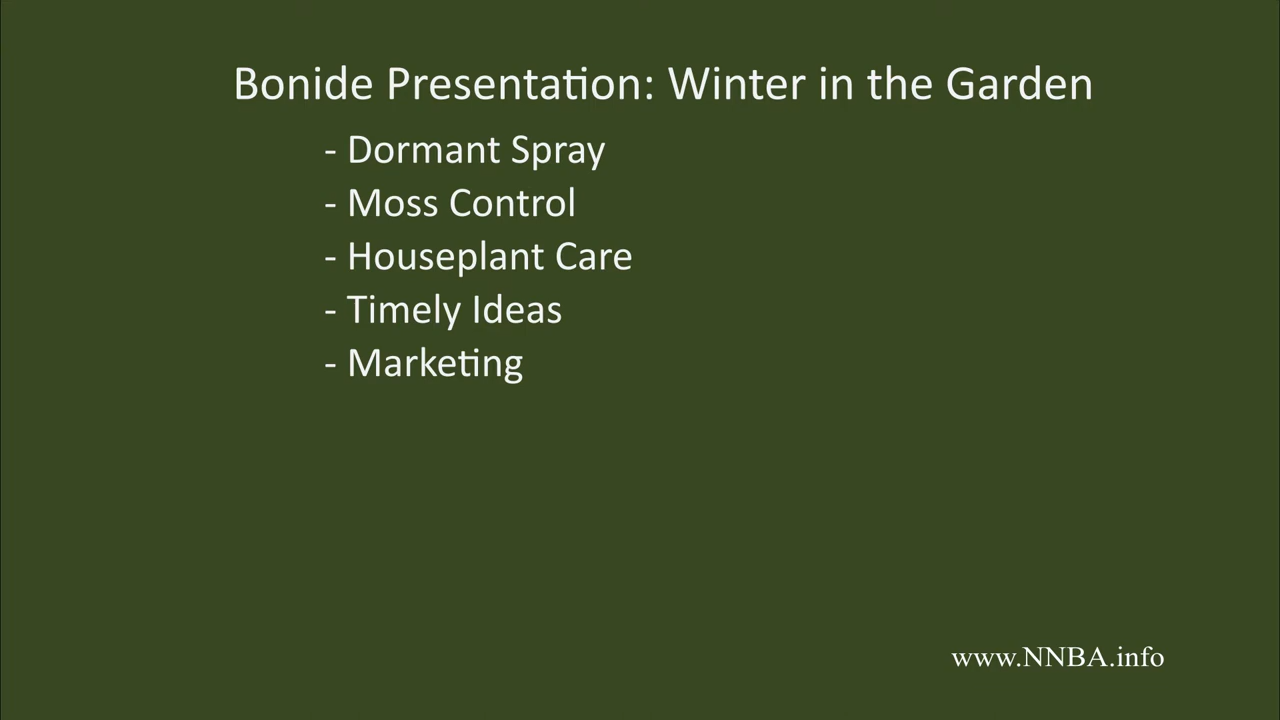 Bonide Presentation: Winter in the Garden
- Dormant Spray
- Moss Control
- Houseplant Care
- Timely Ideas
- Marketing
www.NNBA.info